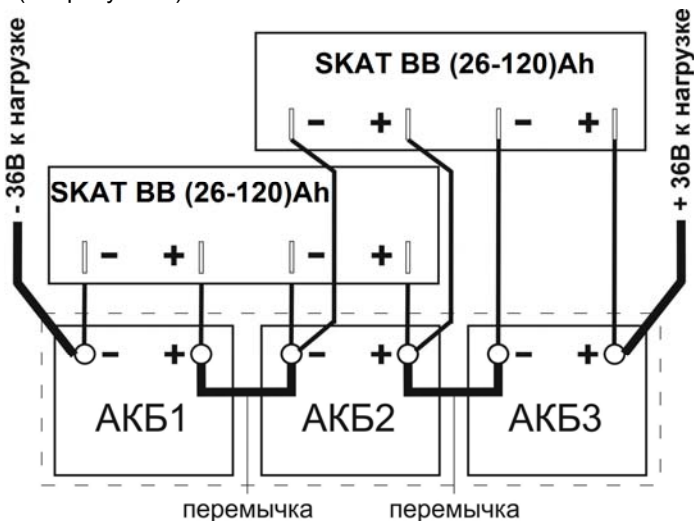 - 36В к нагрузке
SKAT BB (26-120)Ah
- + - +
+ 36В к нагрузке
SKAT BB (26-120)Ah
- + - +
- + - + - +
АКБ1 АКБ2 АКБ3
перемычка перемычка